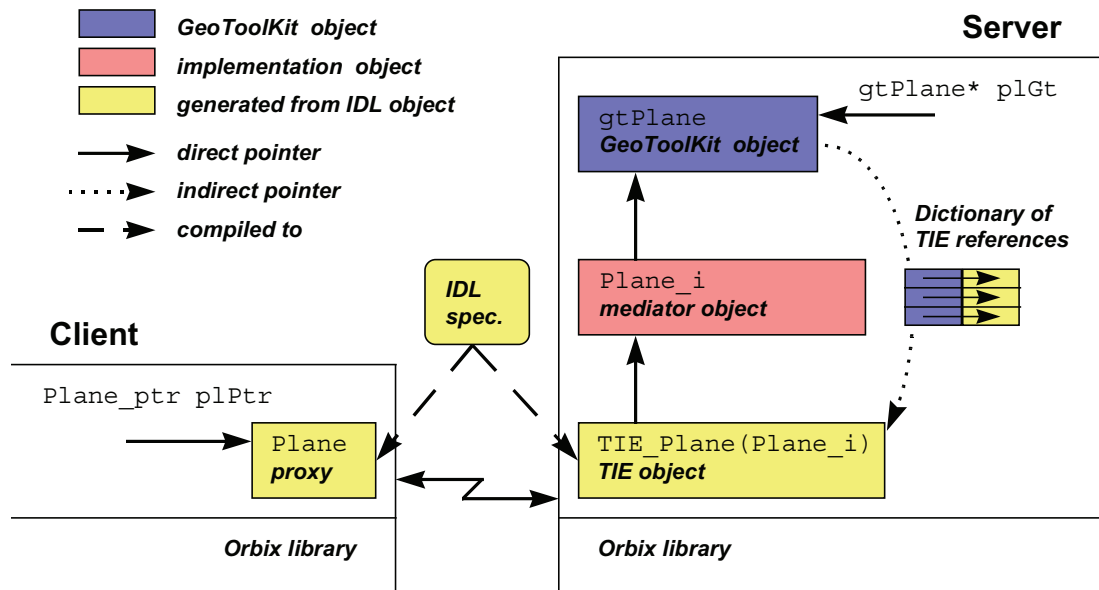 GeoToolKit object
implementation object
generated from IDL object
direct pointer
indirect pointer
compiled to
Server
gtPlane* plGt
gtPlane
GeoToolKit object
Dictionary of
TIE references
Plane_i
mediator object
IDL
spec.
Client
Plane_ptr plPtr
Plane
proxy
TIE_Plane(Plane_i)
TIE object
Orbix library
Orbix library